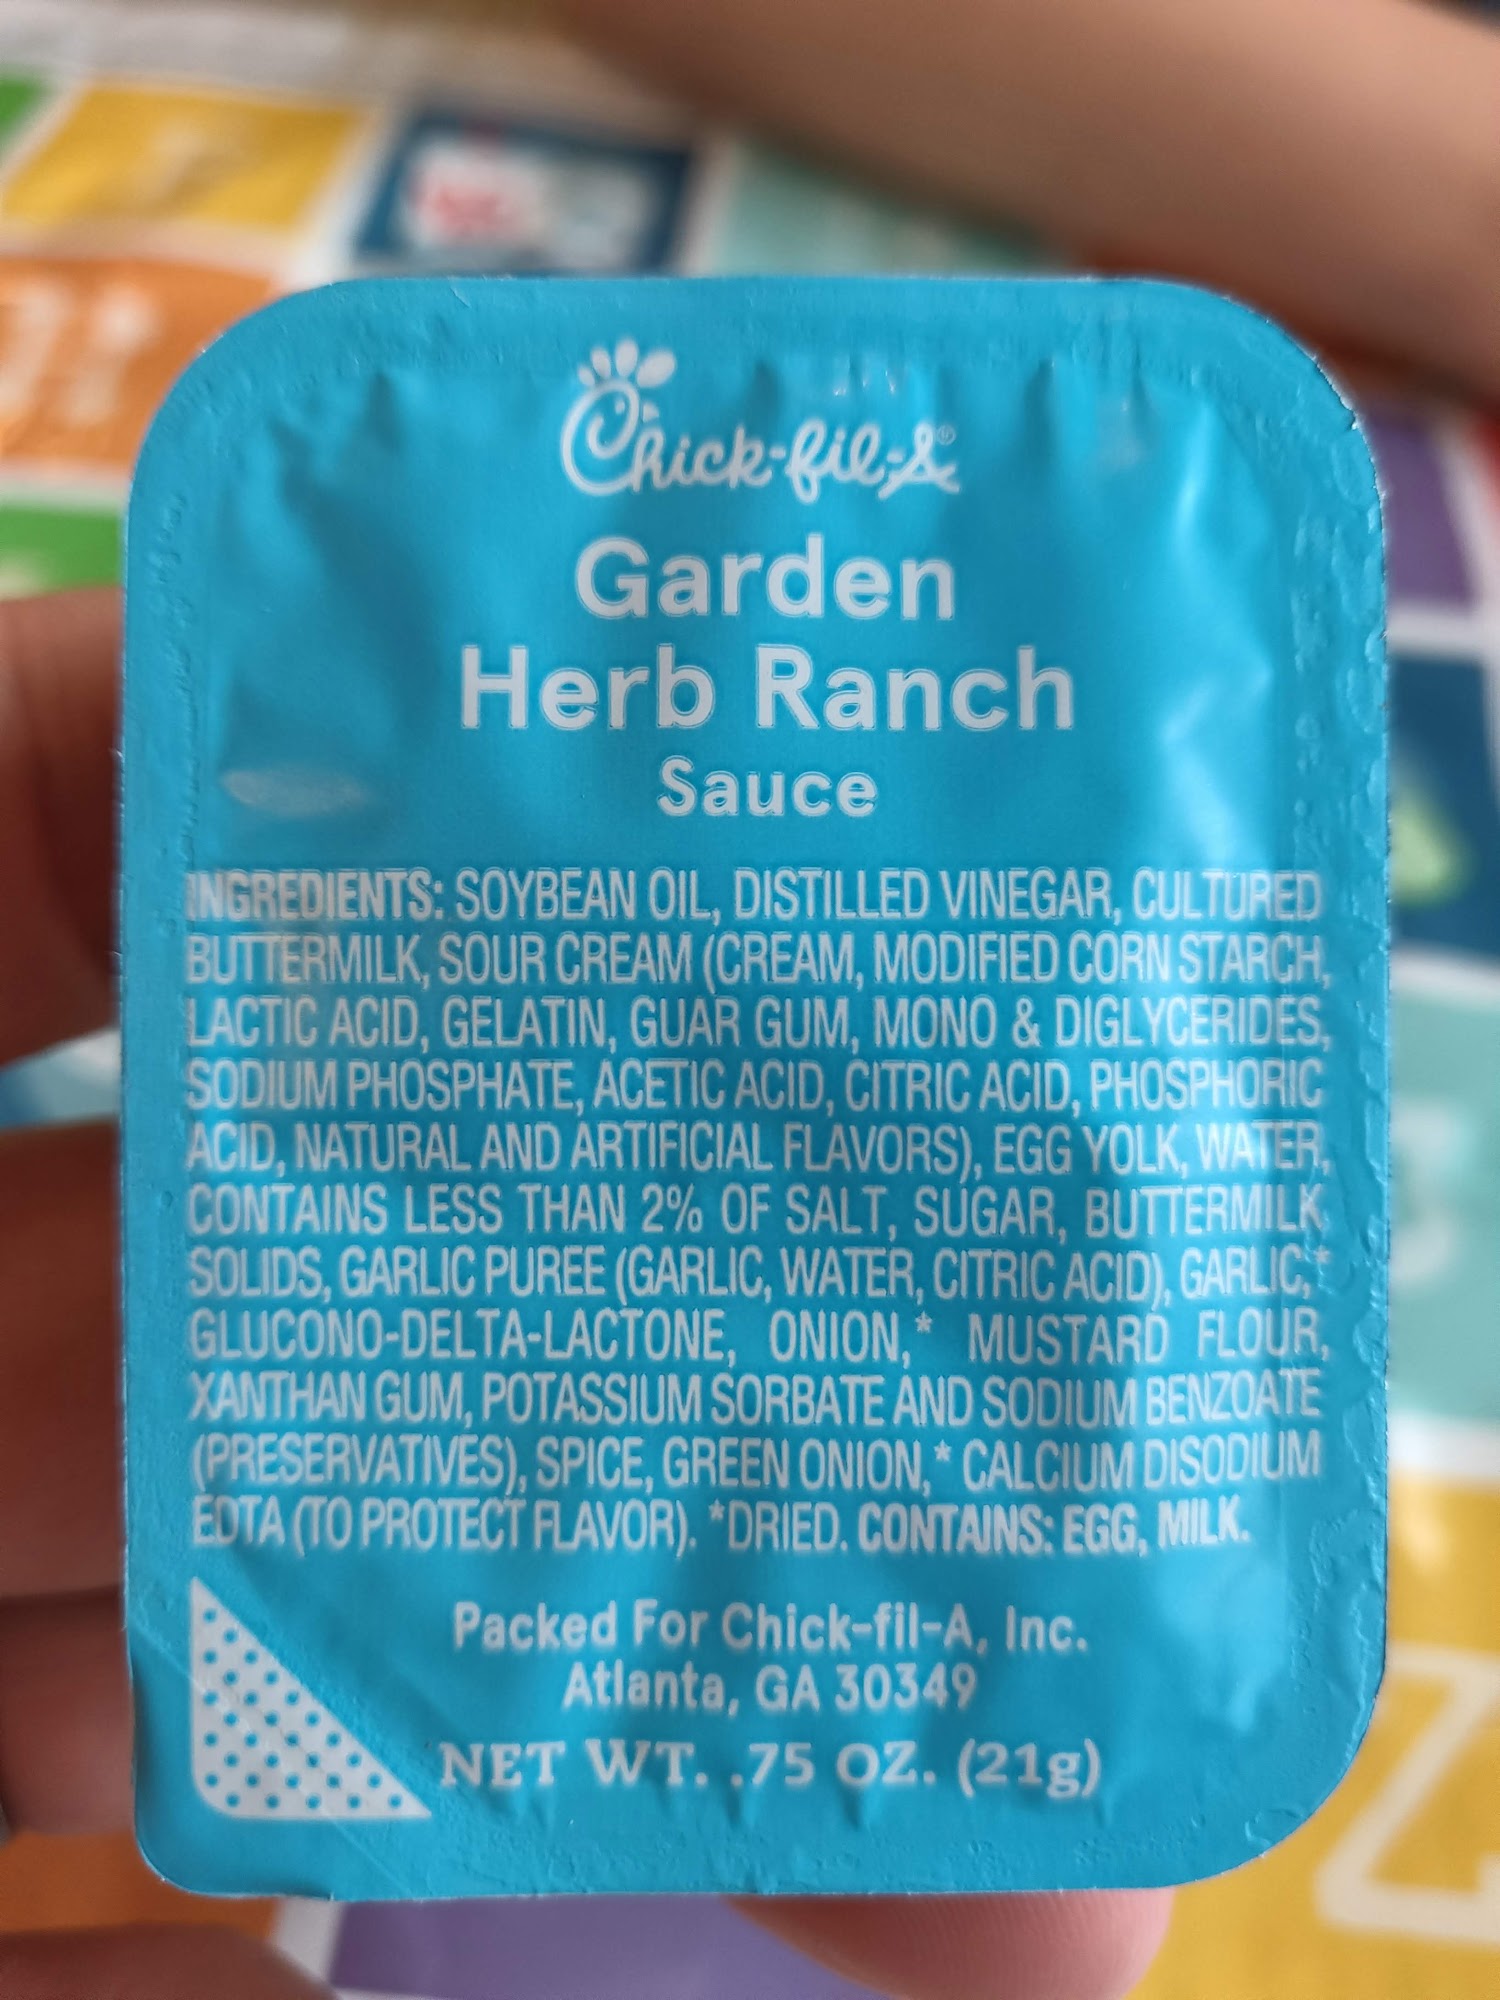 Chick-fil-A®
Garden
Herb Ranch
Sauce
INGREDIENTS: SOYBEAN OIL, DISTILLED VINEGAR, CULTURED
BUTTERMILK, SOUR CREAM (CREAM, MODIFIED CORN STARCH,
LACTIC ACID, GELATIN, GUAR GUM, MONO & DIGLYCERIDES,
SODIUM PHOSPHATE, ACETIC ACID, CITRIC ACID, PHOSPHORIC
ACID, NATURAL AND ARTIFICIAL FLAVORS), EGG YOLK, WATER,
CONTAINS LESS THAN 2% OF SALT, SUGAR, BUTTERMILK
SOLIDS, GARLIC PUREE (GARLIC, WATER, CITRIC ACID), GARLIC,*
GLUCONO-DELTA-LACTONE, ONION,* MUSTARD FLOUR,
XANTHAN GUM, POTASSIUM SORBATE AND SODIUM BENZOATE
(PRESERVATIVES), SPICE, GREEN ONION,* CALCIUM DISODIUM
EDTA (TO PROTECT FLAVOR). *DRIED. CONTAINS: EGG, MILK.
Packed For Chick-fil-A, Inc.
Atlanta, GA 30349
NET WT. .75 OZ. (21g)